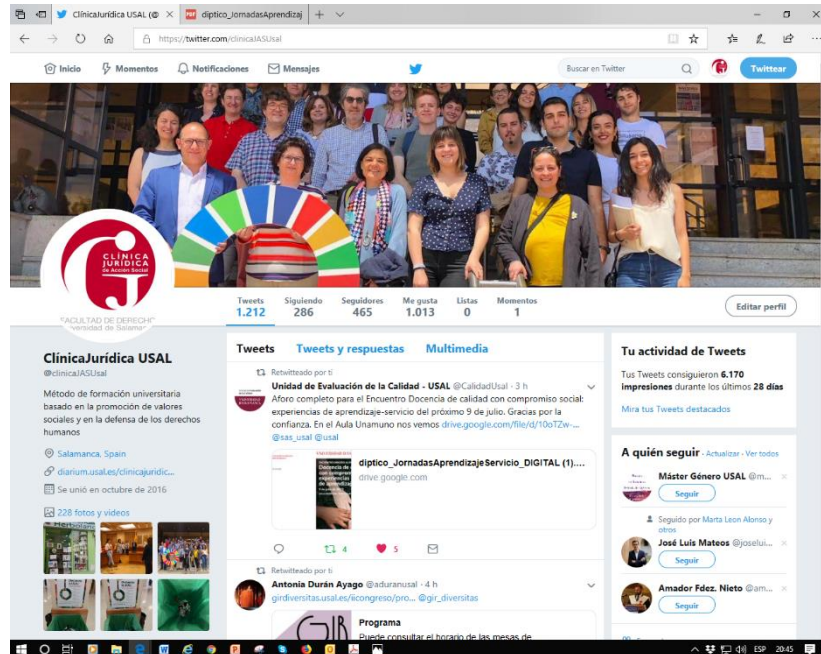 ClínicaJurídica USAL (@
diptico_JornadasAprendizaj
https://twitter.com/clinicaJASUsal
Inicio
Momentos
Notificaciones
Mensajes
Buscar en Twitter
Twittear
CLÍNICA
JURÍDICA
de Acción Social
FACULTAD DE DERECHO
Universidad de Salamanca
Tweets
1.212
Siguiendo
286
Seguidores
465
Me gusta
1.013
Listas
0
Momentos
1
Editar perfil
ClínicaJurídica USAL
@clinicaJASUsal
Método de formación universitaria
basado en la promoción de valores
sociales y en la defensa de los derechos
humanos
Salamanca, Spain
diarium.usal.es/clinicajuridic...
Se unió en octubre de 2016
228 fotos y vídeos
Tweets Tweets y respuestas Multimedia
Retwitteado por ti
Unidad de Evaluación de la Calidad - USAL @CalidadUsal · 3 h
Aforo completo para el Encuentro Docencia de calidad con compromiso social:
experiencias de aprendizaje-servicio del próximo 9 de julio. Gracias por la
confianza. En el Aula Unamuno nos vemos drive.google.com/file/d/10oTZw-...
@sas_usal @usal
diptico_JornadasAprendizajeServicio_DIGITAL (1)....
drive.google.com
4
5
Retwitteado por ti
Antonia Durán Ayago @aduranusal · 4 h
girdiversitas.usal.es/iicongreso/pro... @gir_diversitas
GIR
Programa
Puede consultar el horario de las mesas de
Tu actividad de Tweets
Tus Tweets consiguieron 6.170
impresiones durante los últimos 28 días
Mira tus Tweets destacados
A quién seguir · Actualizar · Ver todos
Máster Género USAL @m...
Seguir
Seguido por Marta Leon Alonso y
otros
José Luis Mateos @joselui...
Seguir
Amador Fdez. Nieto @am...
Seguir
ESP
20:45